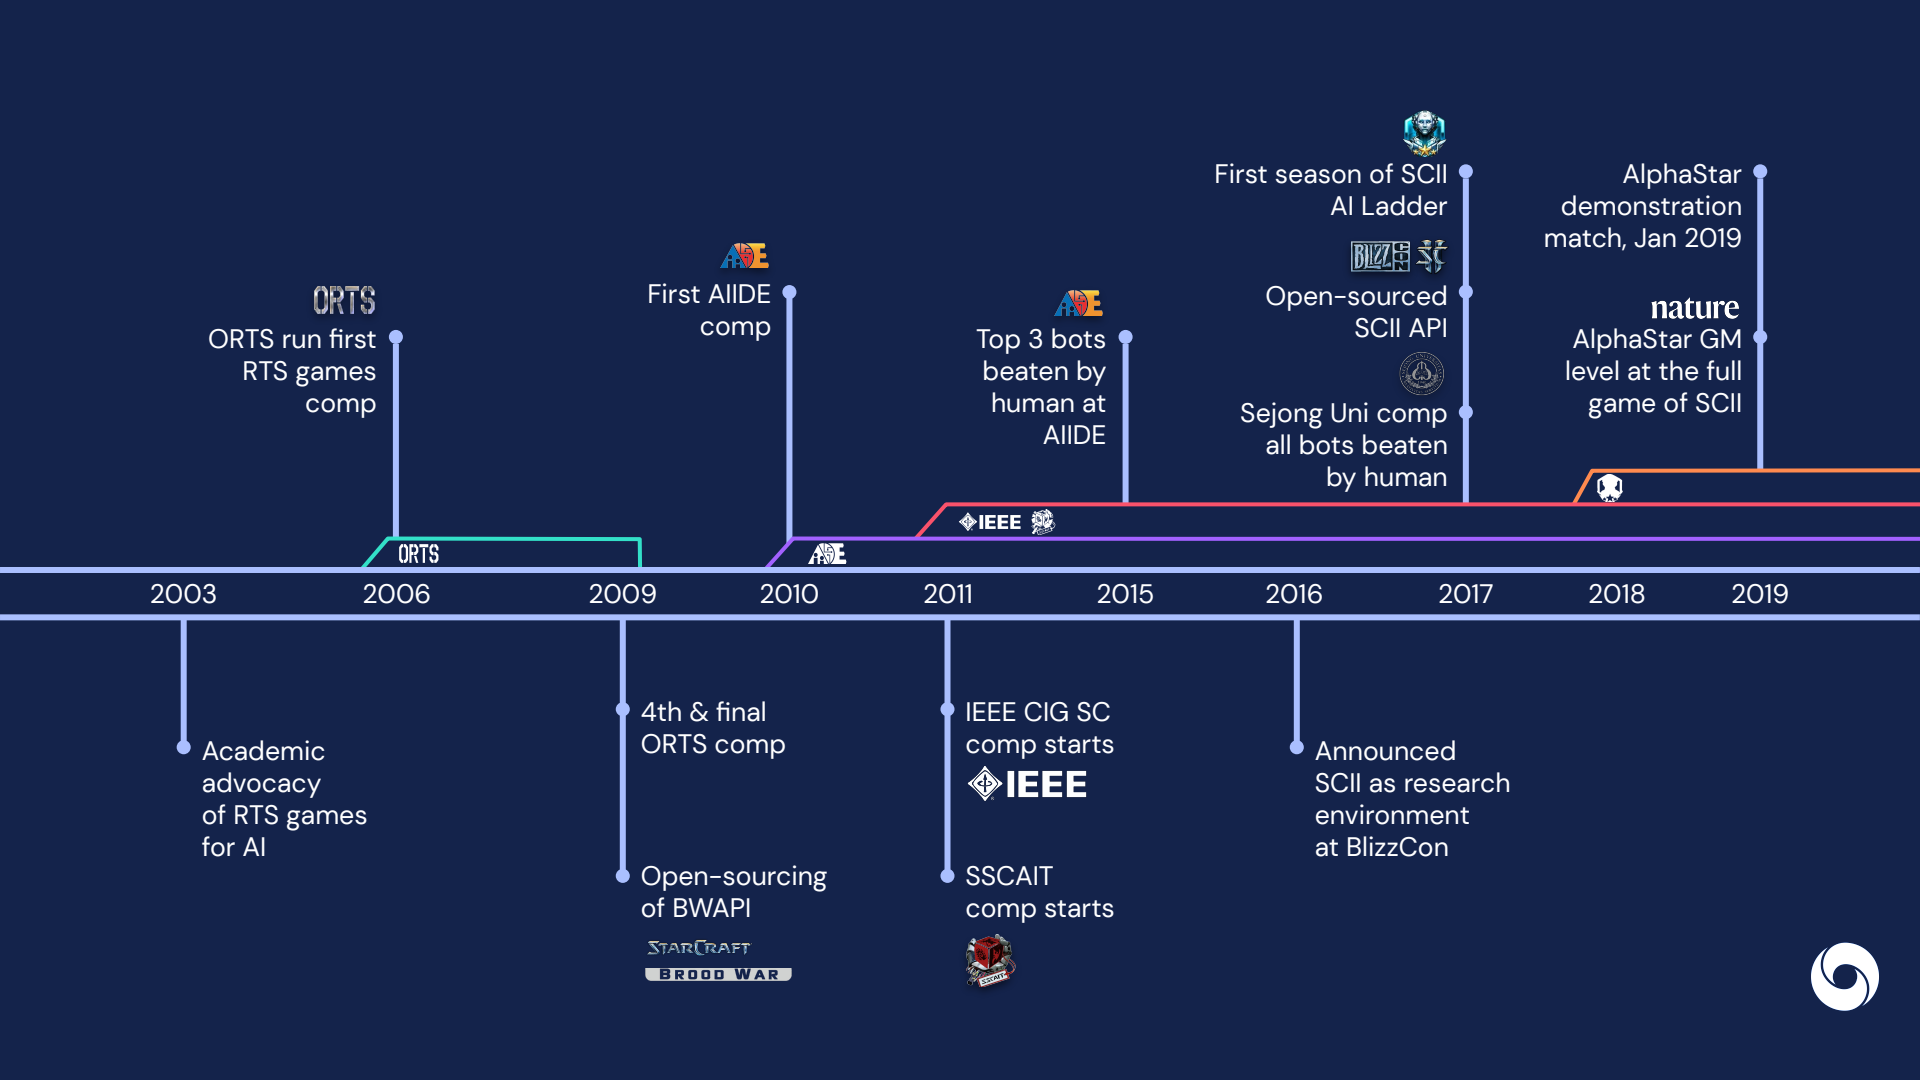 First season of SCII
AI Ladder
BLIZZCON
Open-sourced
SCII API
Sejong Uni comp
all bots beaten
by human
AlphaStar
demonstration
match, Jan 2019
nature
AlphaStar GM
level at the full
game of SCII
ORTS
ORTS run first
RTS games
comp
AIIDE
First AIIDE
comp
AIIDE
Top 3 bots
beaten by
human at
AIIDE
ORTS
AIIDE
IEEE
2003
2006
2009
2010
2011
2015
2016
2017
2018
2019
Academic
advocacy
of RTS games
for AI
4th & final
ORTS comp
Open-sourcing
of BWAPI
STARCRAFT
BROOD WAR
IEEE CIG SC
comp starts
IEEE
SSCAIT
comp starts
SSCAIT
Announced
SCII as research
environment
at BlizzCon